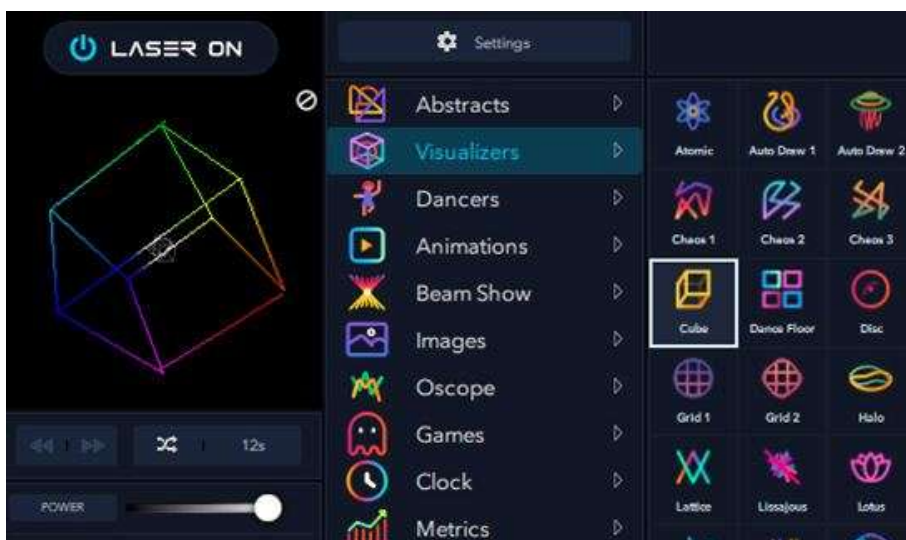 LASER ON
Settings
Abstracts
Visualizers
Dancers
Animations
Beam Show
Images
Oscope
Games
Clock
Metrics
Atomic
Auto Draw 1
Auto Draw 2
Chaos 1
Chaos 2
Chaos 3
Cube
Dance Floor
Disc
Grid 1
Grid 2
Halo
Lattice
Lissajous
Lotus
12s
POWER